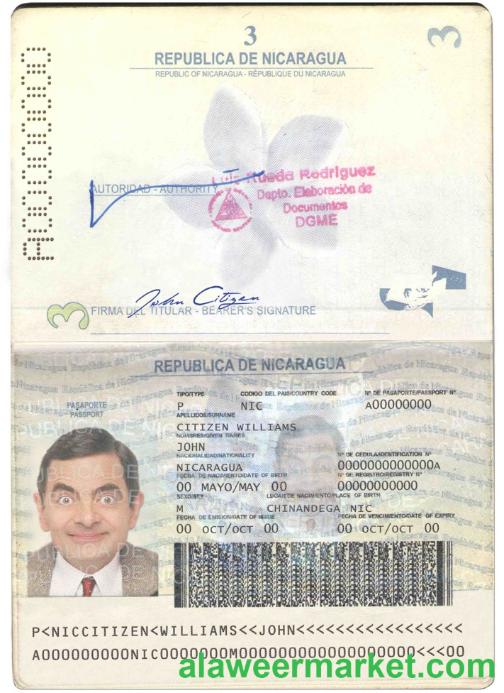 3
REPUBLICA DE NICARAGUA
REPUBLIC OF NICARAGUA - RÉPUBLIQUE DU NICARAGUA
A00000000
AUTORIDAD - AUTHORITY
Rueda Rodriguez
Depto. Elaboración de
Documentos
DGME
John Citizen
FIRMA DEL TITULAR - BEARER'S SIGNATURE
3
REPUBLICA DE NICARAGUA
PASAPORTE
PASSPORT
TIPO/TYPE CODIGO DEL PAIS/COUNTRY CODE Nº DE PASAPORTE/PASSPORT Nº
P NIC A00000000
APELLIDOS/SURNAME
CITIZEN WILLIAMS
NOMBRES/GIVEN NAMES
JOHN
NACIONALIDAD/NATIONALITY Nº DE CEDULA/IDENTIFICATION Nº
NICARAGUA 0000000000000A
FECHA DE NACIMIENTO/DATE OF BIRTH Nº DE REGISTRO/REGISTRY Nº
00 MAYO/MAY 00 00000000000
SEXO/SEX LUGAR DE NACIMIENTO/PLACE OF BIRTH
M CHINANDEGA NIC
FECHA DE EMISION/DATE OF ISSUE FECHA DE VENCIMIENTO/DATE OF EXPIRY
00 OCT/OCT 00 00 OCT/OCT 00
P<NICCITIZEN<WILLIAMS<<JOHN<<<<<<<<<<<<<<<<<
A000000000NIC0000000M00000000000000000000<<<00
alaweermarket.com